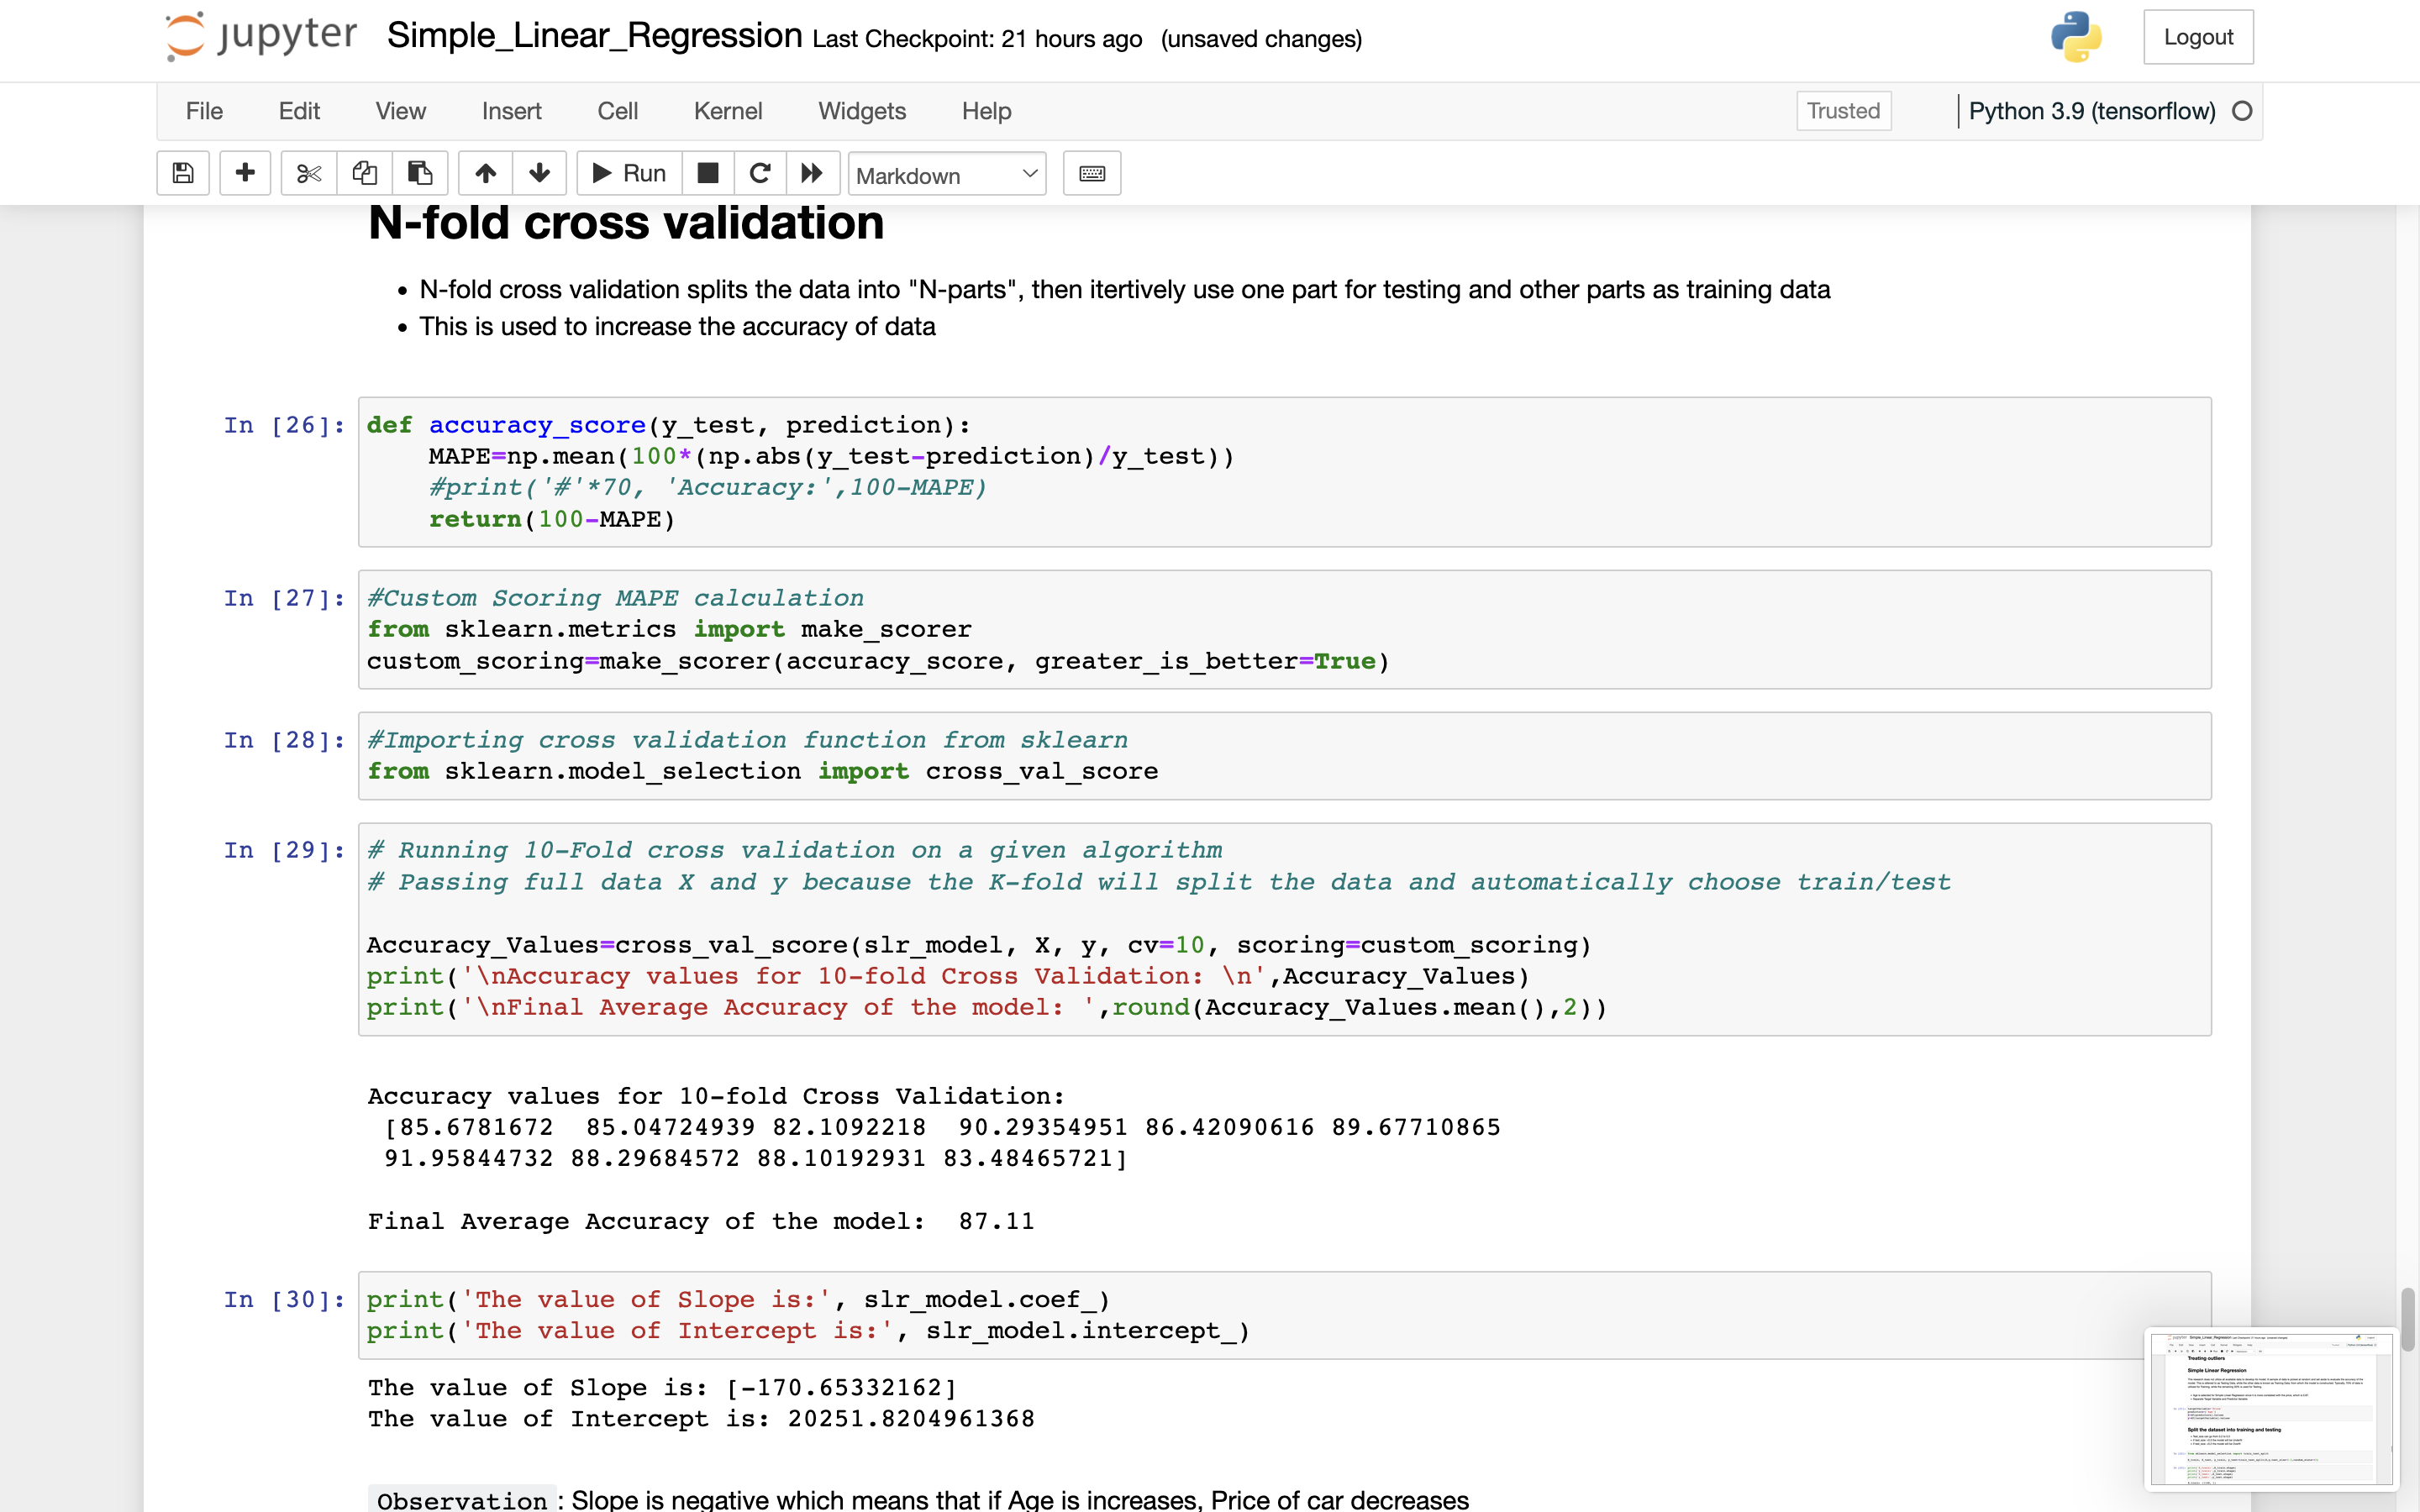 jupyter Simple_Linear_Regression Last Checkpoint: 21 hours ago (unsaved changes)
Logout
File Edit View Insert Cell Kernel Widgets Help Trusted Python 3.9 (tensorflow)
Run Markdown
N-fold cross validation
N-fold cross validation splits the data into "N-parts", then itertively use one part for testing and other parts as training data
This is used to increase the accuracy of data
In [26]: def accuracy_score(y_test, prediction):
MAPE=np.mean(100*(np.abs(y_test-prediction)/y_test))
#print('#'*70, 'Accuracy:',100-MAPE)
return(100-MAPE)
In [27]: #Custom Scoring MAPE calculation
from sklearn.metrics import make_scorer
custom_scoring=make_scorer(accuracy_score, greater_is_better=True)
In [28]: #Importing cross validation function from sklearn
from sklearn.model_selection import cross_val_score
In [29]: # Running 10-Fold cross validation on a given algorithm
# Passing full data X and y because the K-fold will split the data and automatically choose train/test
Accuracy_Values=cross_val_score(slr_model, X, y, cv=10, scoring=custom_scoring)
print('\nAccuracy values for 10-fold Cross Validation: \n',Accuracy_Values)
print('\nFinal Average Accuracy of the model: ',round(Accuracy_Values.mean(),2))
Accuracy values for 10-fold Cross Validation:
[85.6781672  85.04724939 82.1092218  90.29354951 86.42090616 89.67710865
91.95844732 88.29684572 88.10192931 83.48465721]
Final Average Accuracy of the model:  87.11
In [30]: print('The value of Slope is:', slr_model.coef_)
print('The value of Intercept is:', slr_model.intercept_)
The value of Slope is: [-170.65332162]
The value of Intercept is: 20251.8204961368
Observation : Slope is negative which means that if Age is increases, Price of car decreases
Treating outliers
Simple Linear Regression
Split the dataset into training and testing